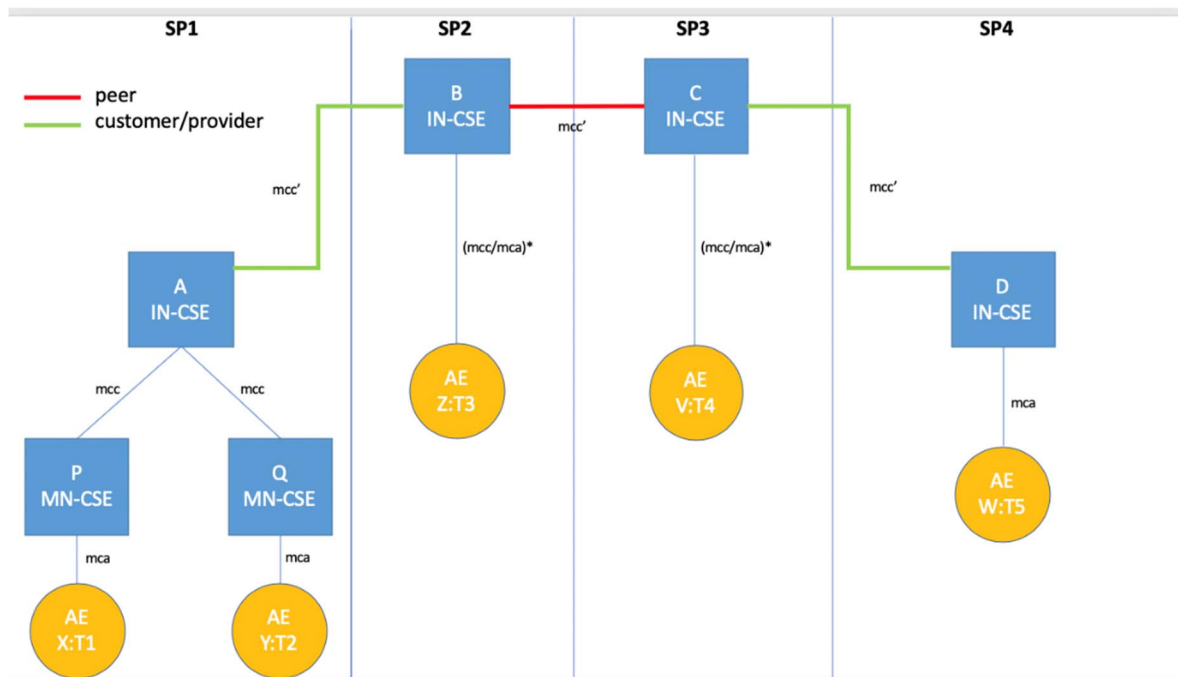 SP1
SP2
SP3
SP4
peer
customer/provider
B
IN-CSE
C
IN-CSE
mcc'
mcc'
mcc'
(mcc/mca)*
(mcc/mca)*
A
IN-CSE
D
IN-CSE
AE
Z:T3
AE
V:T4
mcc
mcc
mca
P
MN-CSE
Q
MN-CSE
AE
W:T5
mca
mca
AE
X:T1
AE
Y:T2